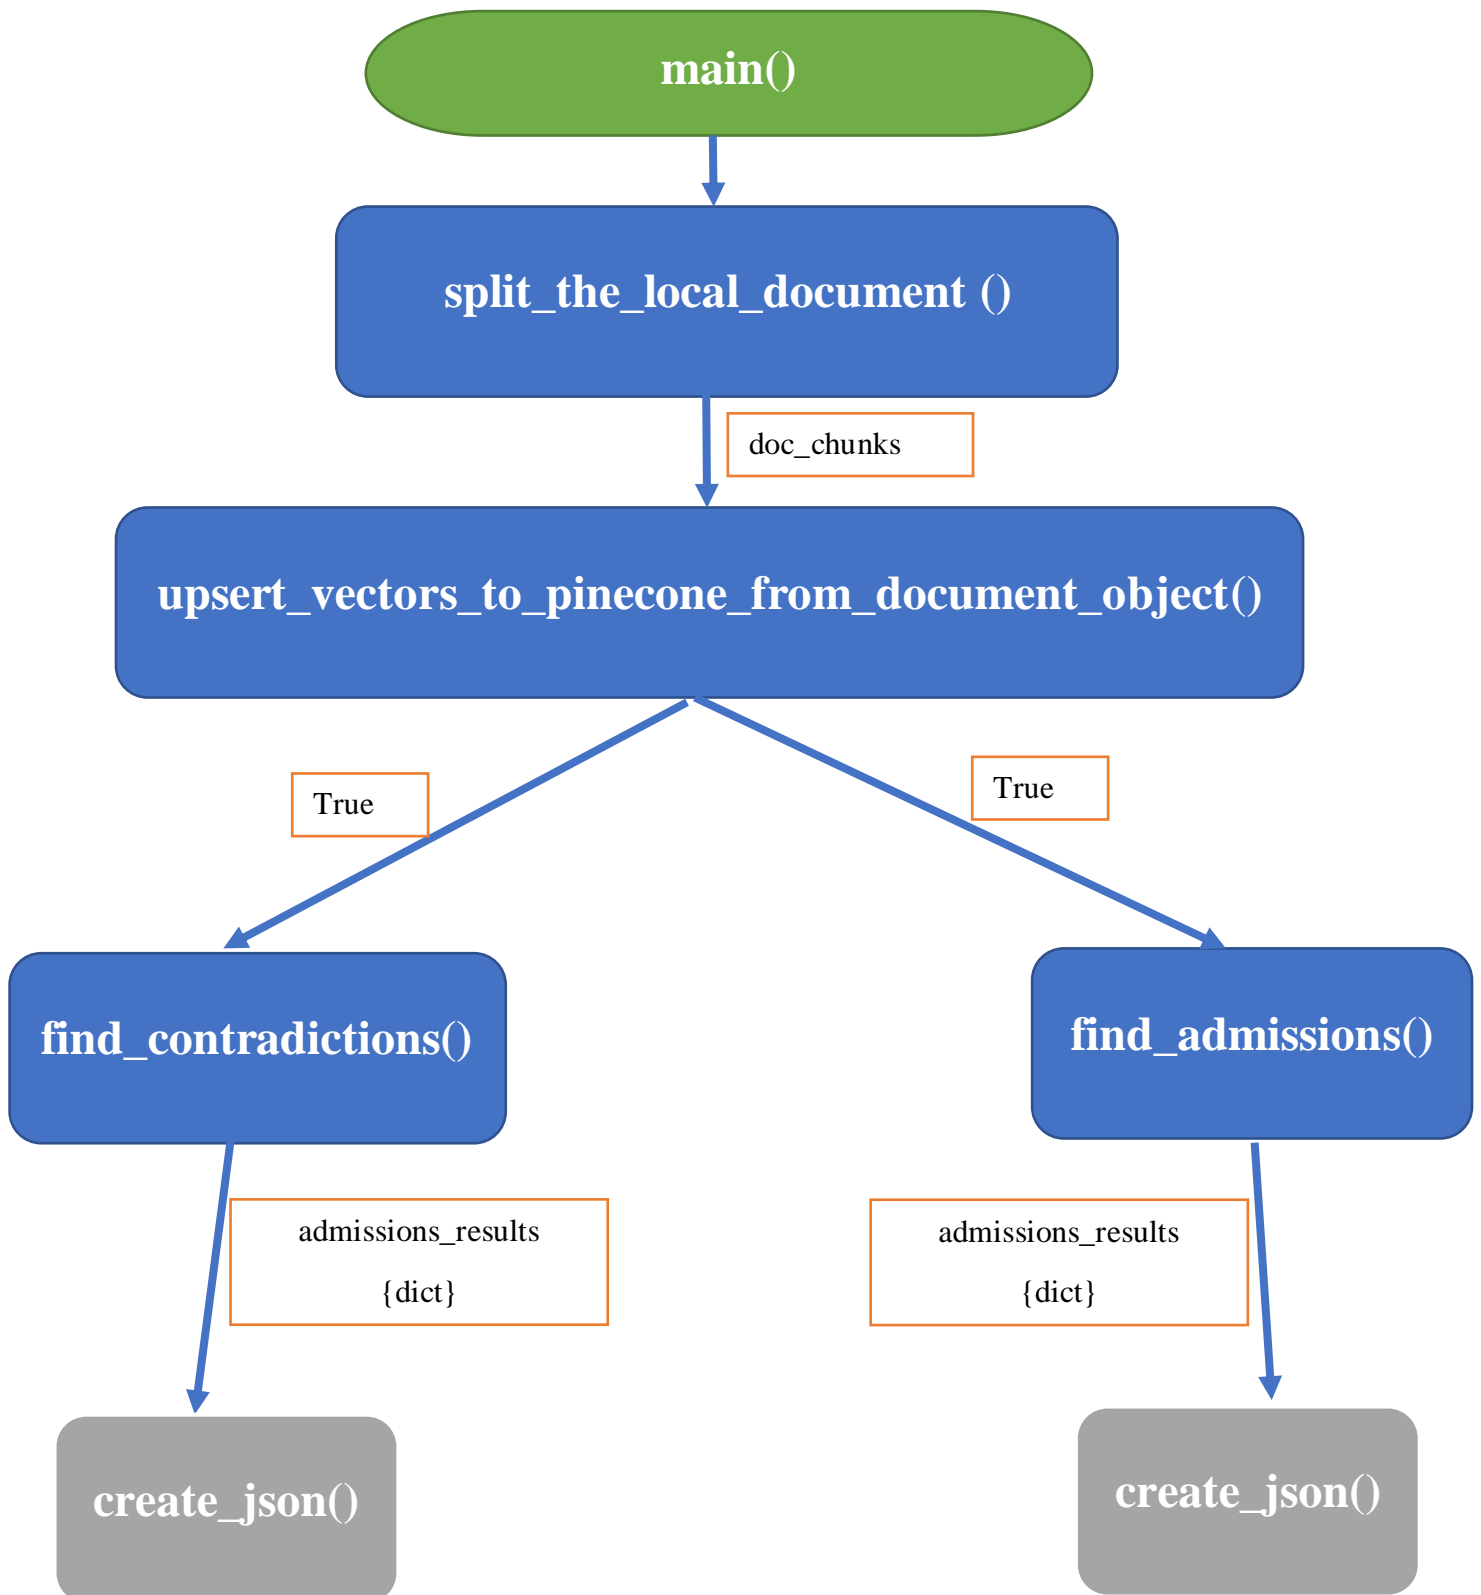 main()
split_the_local_document ()
doc_chunks
upsert_vectors_to_pinecone_from_document_object()
True
True
find_contradictions()
find_admissions()
admissions_results
{dict}
admissions_results
{dict}
create_json()
create_json()